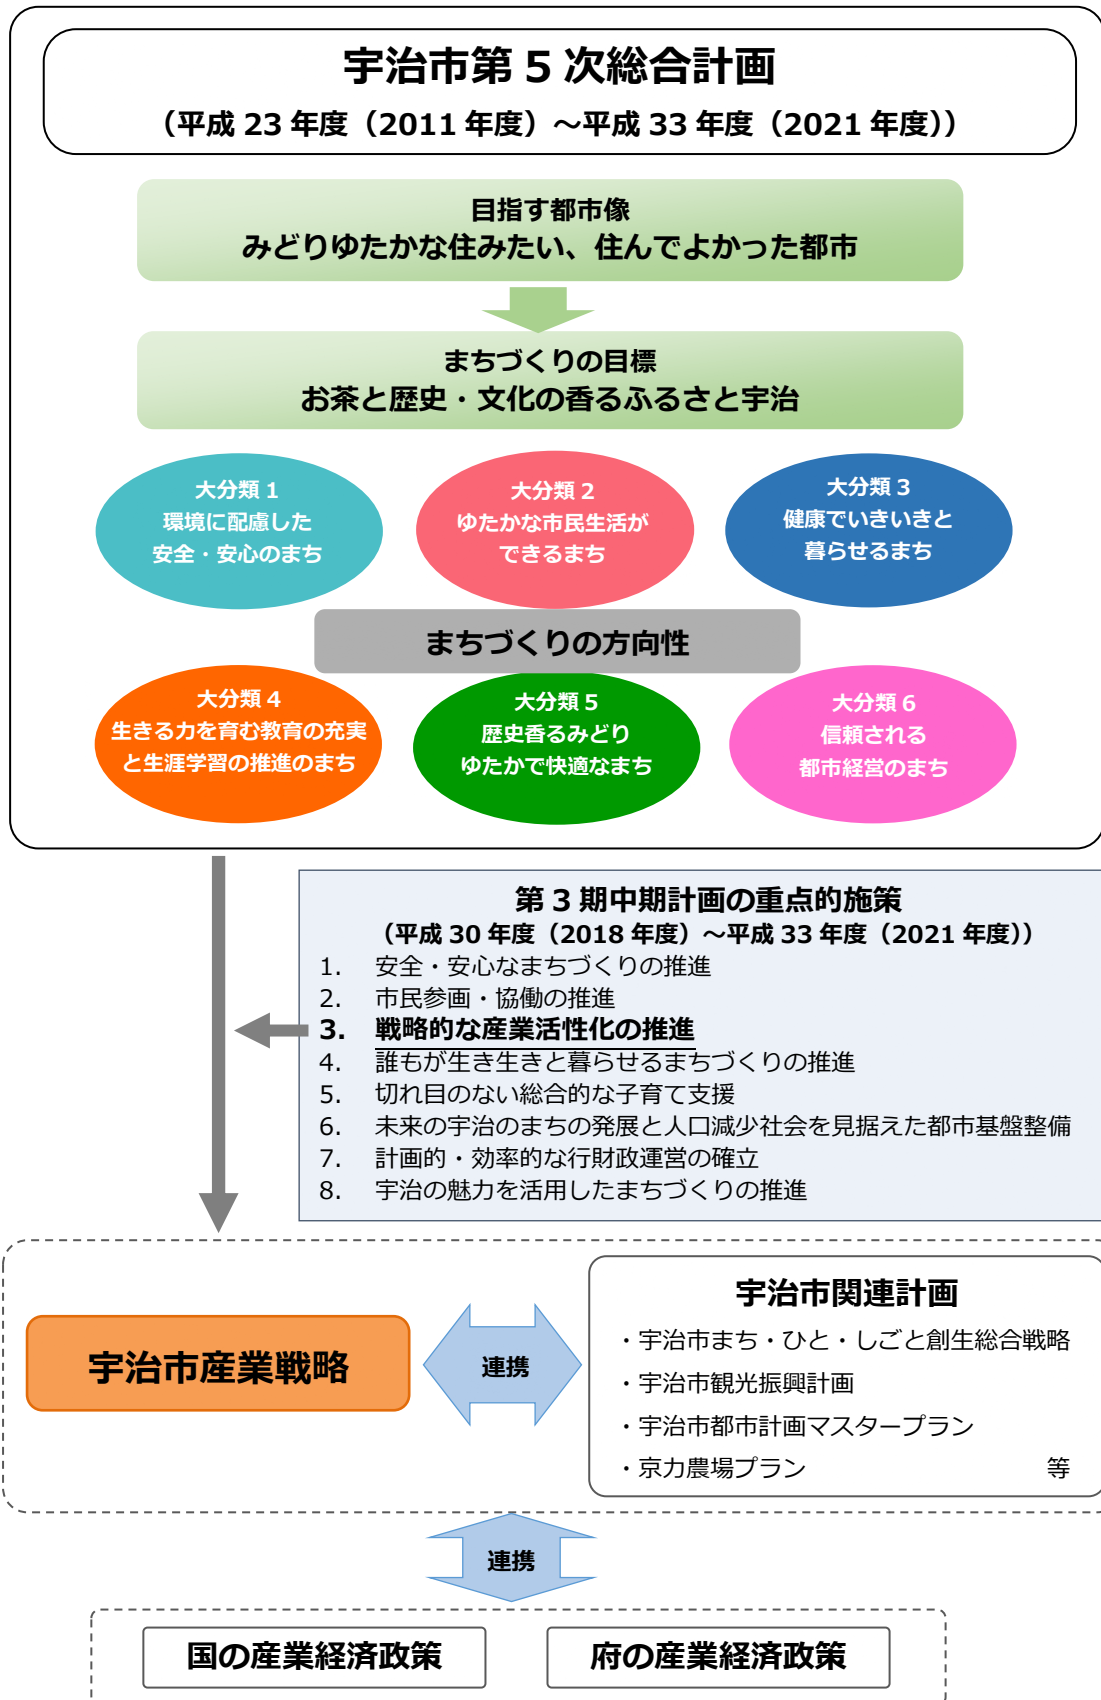 宇治市第 5 次総合計画
（平成 23 年度（2011 年度）～平成 33 年度（2021 年度））
目指す都市像
みどりゆたかな住みたい、住んでよかった都市
まちづくりの目標
お茶と歴史・文化の香るふるさと宇治
大分類 1
環境に配慮した
安全・安心のまち
大分類 2
ゆたかな市民生活が
できるまち
大分類 3
健康でいきいきと
暮らせるまち
まちづくりの方向性
大分類 4
生きる力を育む教育の充実
と生涯学習の推進のまち
大分類 5
歴史香るみどり
ゆたかで快適なまち
大分類 6
信頼される
都市経営のまち
第 3 期中期計画の重点的施策
（平成 30 年度（2018 年度）～平成 33 年度（2021 年度））
1. 安全・安心なまちづくりの推進
2. 市民参画・協働の推進
3. 戦略的な産業活性化の推進
4. 誰もが生き生きと暮らせるまちづくりの推進
5. 切れ目のない総合的な子育て支援
6. 未来の宇治のまちの発展と人口減少社会を見据えた都市基盤整備
7. 計画的・効率的な行財政運営の確立
8. 宇治の魅力を活用したまちづくりの推進
宇治市産業戦略
連携
宇治市関連計画
・宇治市まち・ひと・しごと創生総合戦略
・宇治市観光振興計画
・宇治市都市計画マスタープラン
・京力農場プラン 等
連携
国の産業経済政策
府の産業経済政策